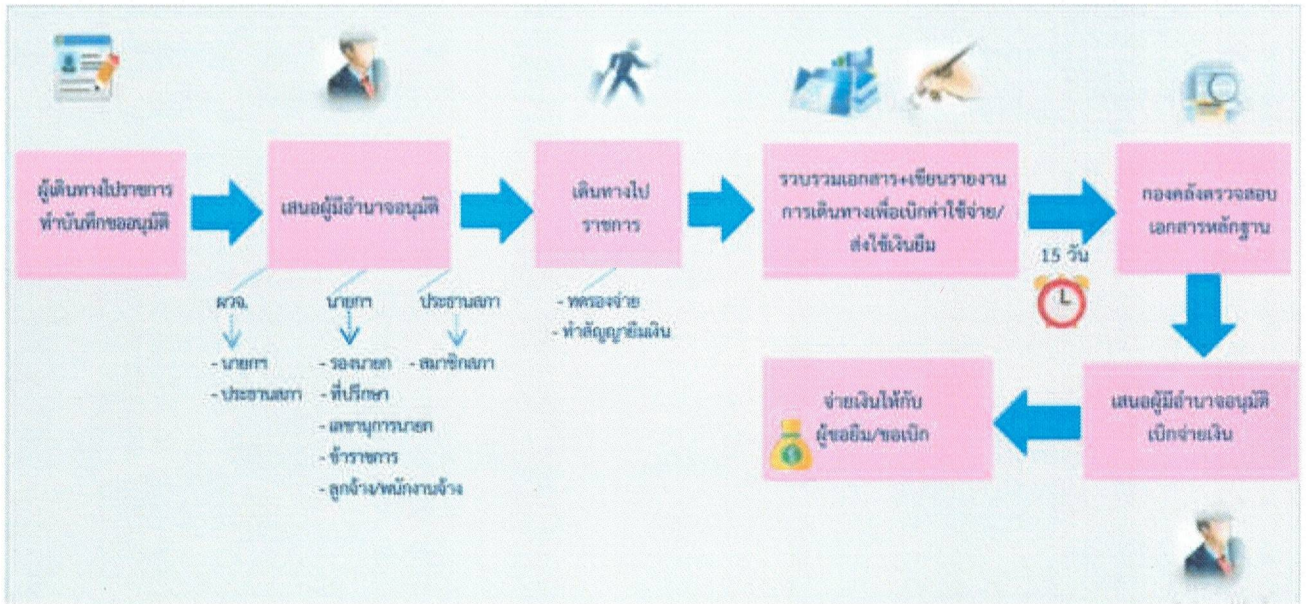 ผู้เดินทางไปราชการ
ทำบันทึกขออนุมัติ
เสนอผู้มีอำนาจอนุมัติ
ผวจ.
- นายกฯ
- ประธานสภา
นายกฯ
- รองนายก
- ที่ปรึกษา
- เลขานุการนายก
- ข้าราชการ
- ลูกจ้าง/พนักงานจ้าง
ประธานสภา
- สมาชิกสภา
เดินทางไป
ราชการ
- ทดรองจ่าย
- ทำสัญญายืมเงิน
รวบรวมเอกสาร+เขียนรายงาน
การเดินทางเพื่อเบิกค่าใช้จ่าย/
ส่งใช้เงินยืม
15 วัน
กองคลังตรวจสอบ
เอกสารหลักฐาน
เสนอผู้มีอำนาจอนุมัติ
เบิกจ่ายเงิน
จ่ายเงินให้กับ
ผู้ขอยืม/ขอเบิก